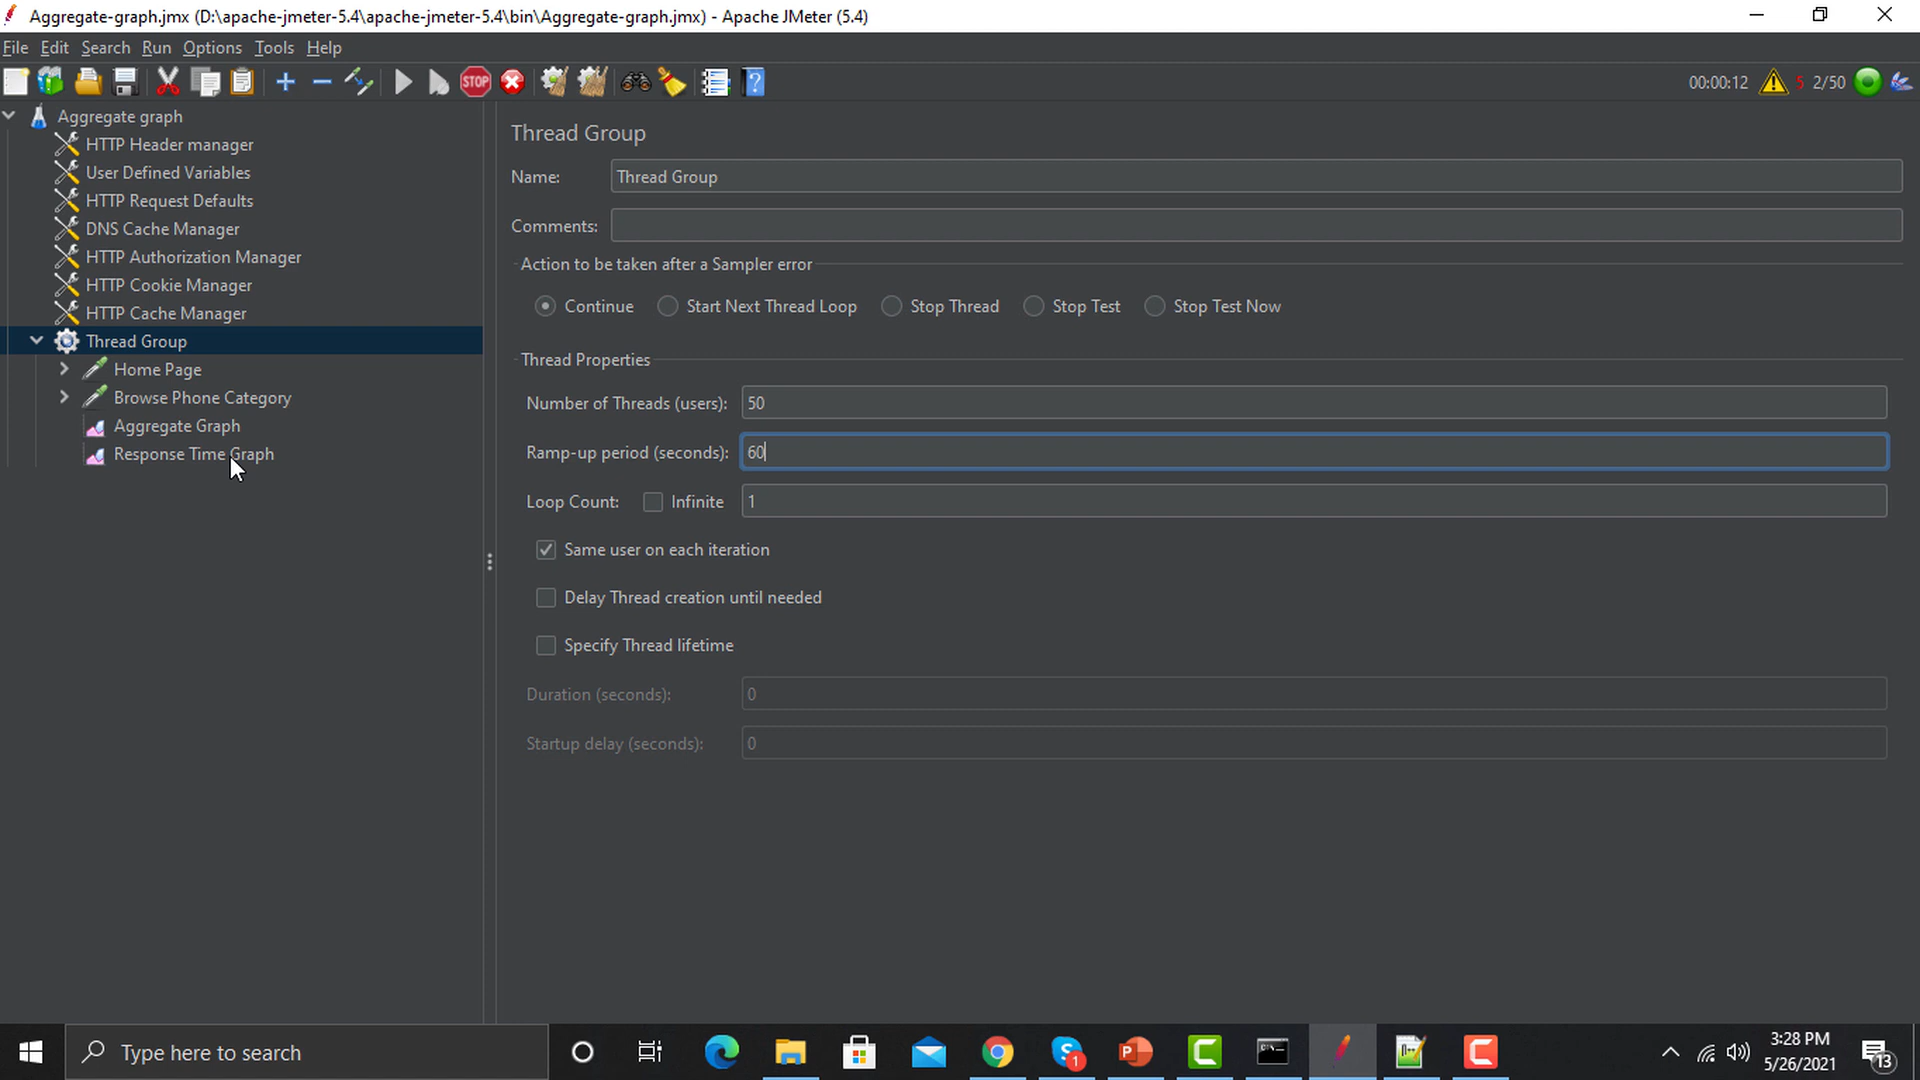 Aggregate-graph.jmx (D:\apache-jmeter-5.4\apache-jmeter-5.4\bin\Aggregate-graph.jmx) - Apache JMeter (5.4)
File Edit Search Run Options Tools Help
STOP ? 00:00:12 5 2/50
Aggregate graph
HTTP Header manager
User Defined Variables
HTTP Request Defaults
DNS Cache Manager
HTTP Authorization Manager
HTTP Cookie Manager
HTTP Cache Manager
Thread Group
Home Page
Browse Phone Category
Aggregate Graph
Response Time Graph
Thread Group
Name: Thread Group
Comments:
Action to be taken after a Sampler error
Continue Start Next Thread Loop Stop Thread Stop Test Stop Test Now
Thread Properties
Number of Threads (users): 50
Ramp-up period (seconds): 60
Loop Count: Infinite 1
Same user on each iteration
Delay Thread creation until needed
Specify Thread lifetime
Duration (seconds): 0
Startup delay (seconds): 0
Type here to search
S 1 P C C
3:28 PM
5/26/2021
13